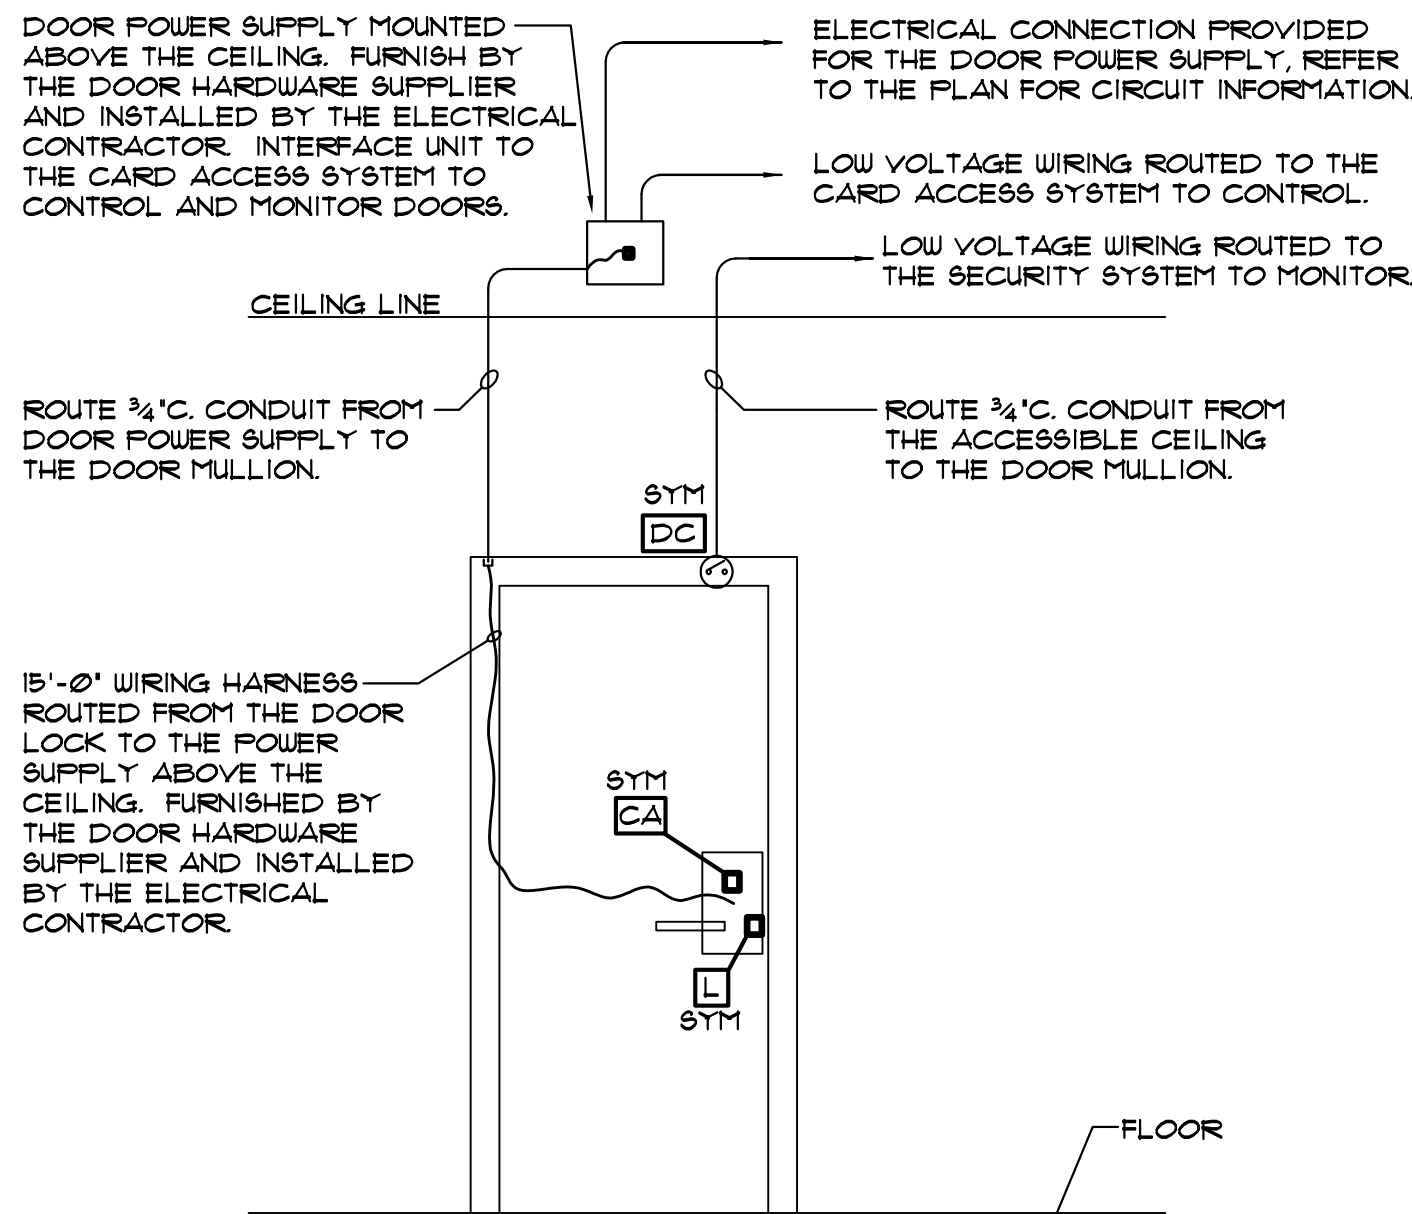 DOOR POWER SUPPLY MOUNTED
ABOVE THE CEILING. FURNISH BY
THE DOOR HARDWARE SUPPLIER
AND INSTALLED BY THE ELECTRICAL
CONTRACTOR. INTERFACE UNIT TO
THE CARD ACCESS SYSTEM TO
CONTROL AND MONITOR DOORS.
ELECTRICAL CONNECTION PROVIDED
FOR THE DOOR POWER SUPPLY, REFER
TO THE PLAN FOR CIRCUIT INFORMATION.
LOW VOLTAGE WIRING ROUTED TO THE
CARD ACCESS SYSTEM TO CONTROL.
LOW VOLTAGE WIRING ROUTED TO
THE SECURITY SYSTEM TO MONITOR.
CEILING LINE
ROUTE ¾"C. CONDUIT FROM
DOOR POWER SUPPLY TO
THE DOOR MULLION.
ROUTE ¾"C. CONDUIT FROM
THE ACCESSIBLE CEILING
TO THE DOOR MULLION.
SYM
DC
15'-0" WIRING HARNESS
ROUTED FROM THE DOOR
LOCK TO THE POWER
SUPPLY ABOVE THE
CEILING. FURNISHED BY
THE DOOR HARDWARE
SUPPLIER AND INSTALLED
BY THE ELECTRICAL
CONTRACTOR.
SYM
CA
L
SYM
FLOOR